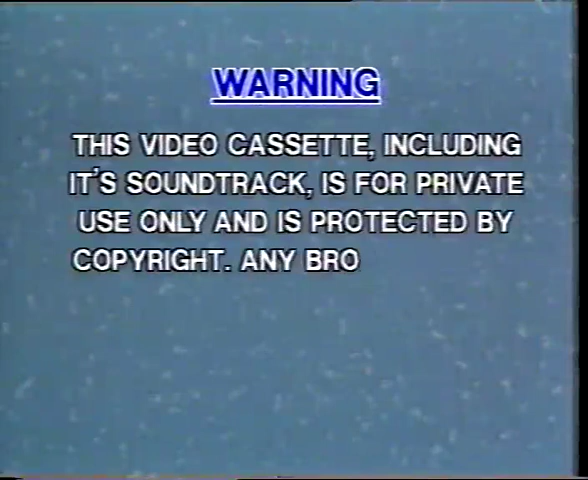 WARNING
THIS VIDEO CASSETTE, INCLUDING
IT'S SOUNDTRACK, IS FOR PRIVATE
USE ONLY AND IS PROTECTED BY
COPYRIGHT. ANY BRO